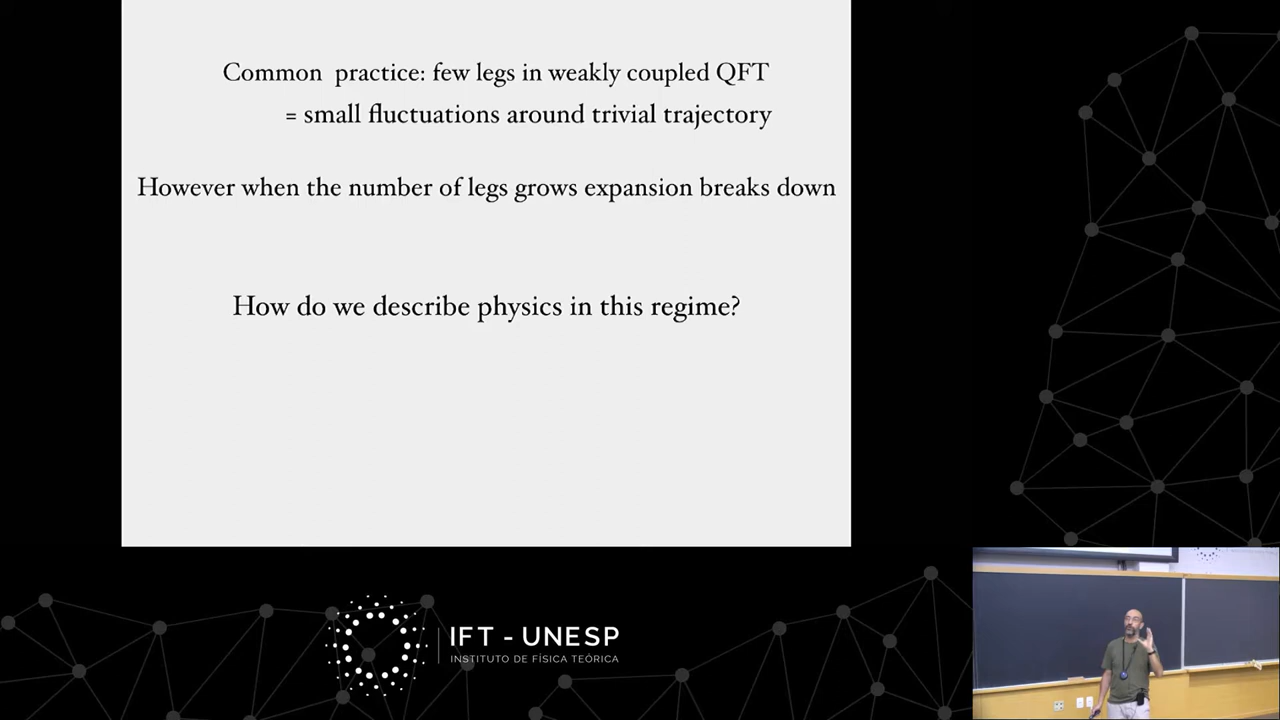 Common practice: few legs in weakly coupled QFT
= small fluctuations around trivial trajectory
However when the number of legs grows expansion breaks down
How do we describe physics in this regime?
IFT - UNESP
INSTITUTO DE FÍSICA TEÓRICA